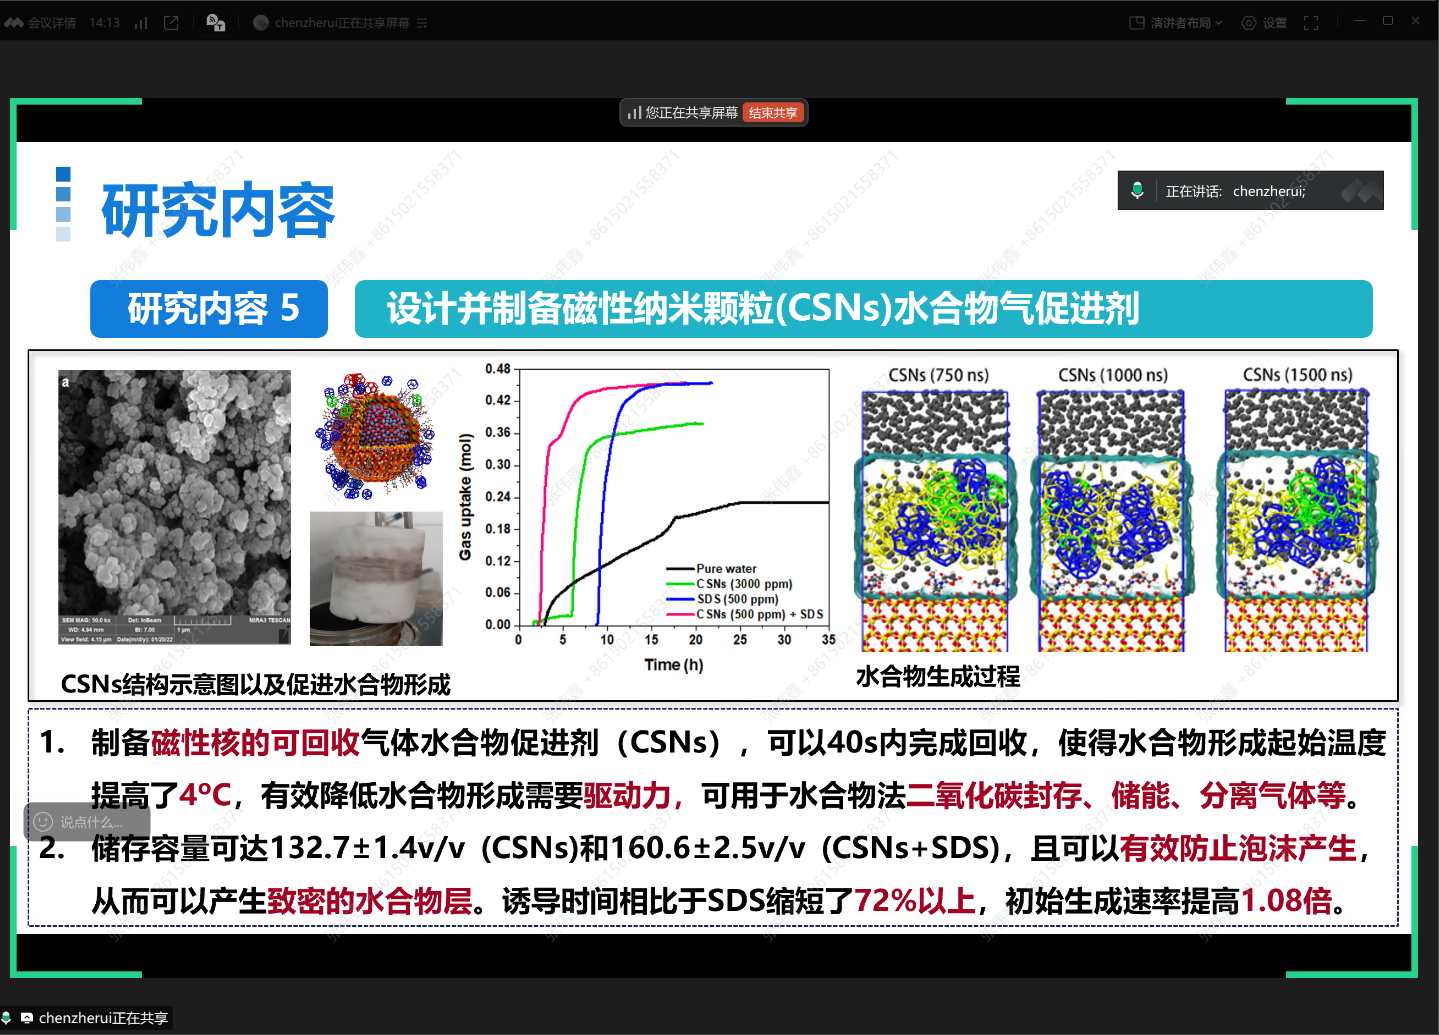 会议详情 14:13 chenzherui正在共享屏幕 演讲者布局 设置
您正在共享屏幕 结束共享
研究内容
正在讲话: chenzherui;
研究内容 5 设计并制备磁性纳米颗粒(CSNs)水合物气促进剂
a
SEM MAG: 50.0 kx Det: InBeam MIRA3 TESCAN
WD: 4.94 mm BI: 7.00 1 μm
View field: 4.15 μm Date(m/d/y): 01/20/22
CSNs结构示意图以及促进水合物形成
Gas uptake (mol)
0.48
0.42
0.36
0.30
0.24
0.18
0.12
0.06
0.00
Pure water
CSNs (3000 ppm)
SDS (500 ppm)
CSNs (500 ppm) + SDS
0 5 10 15 20 25 30 35
Time (h)
CSNs (750 ns) CSNs (1000 ns) CSNs (1500 ns)
水合物生成过程
1. 制备磁性核的可回收气体水合物促进剂（CSNs），可以40s内完成回收，使得水合物形成起始温度
提高了4ºC，有效降低水合物形成需要驱动力，可用于水合物法二氧化碳封存、储能、分离气体等。
说点什么...
2. 储存容量可达132.7±1.4v/v（CSNs)和160.6±2.5v/v（CSNs+SDS)，且可以有效防止泡沫产生，
从而可以产生致密的水合物层。诱导时间相比于SDS缩短了72%以上，初始生成速率提高1.08倍。
chenzherui正在共享
张伟鑫 +8615021558371